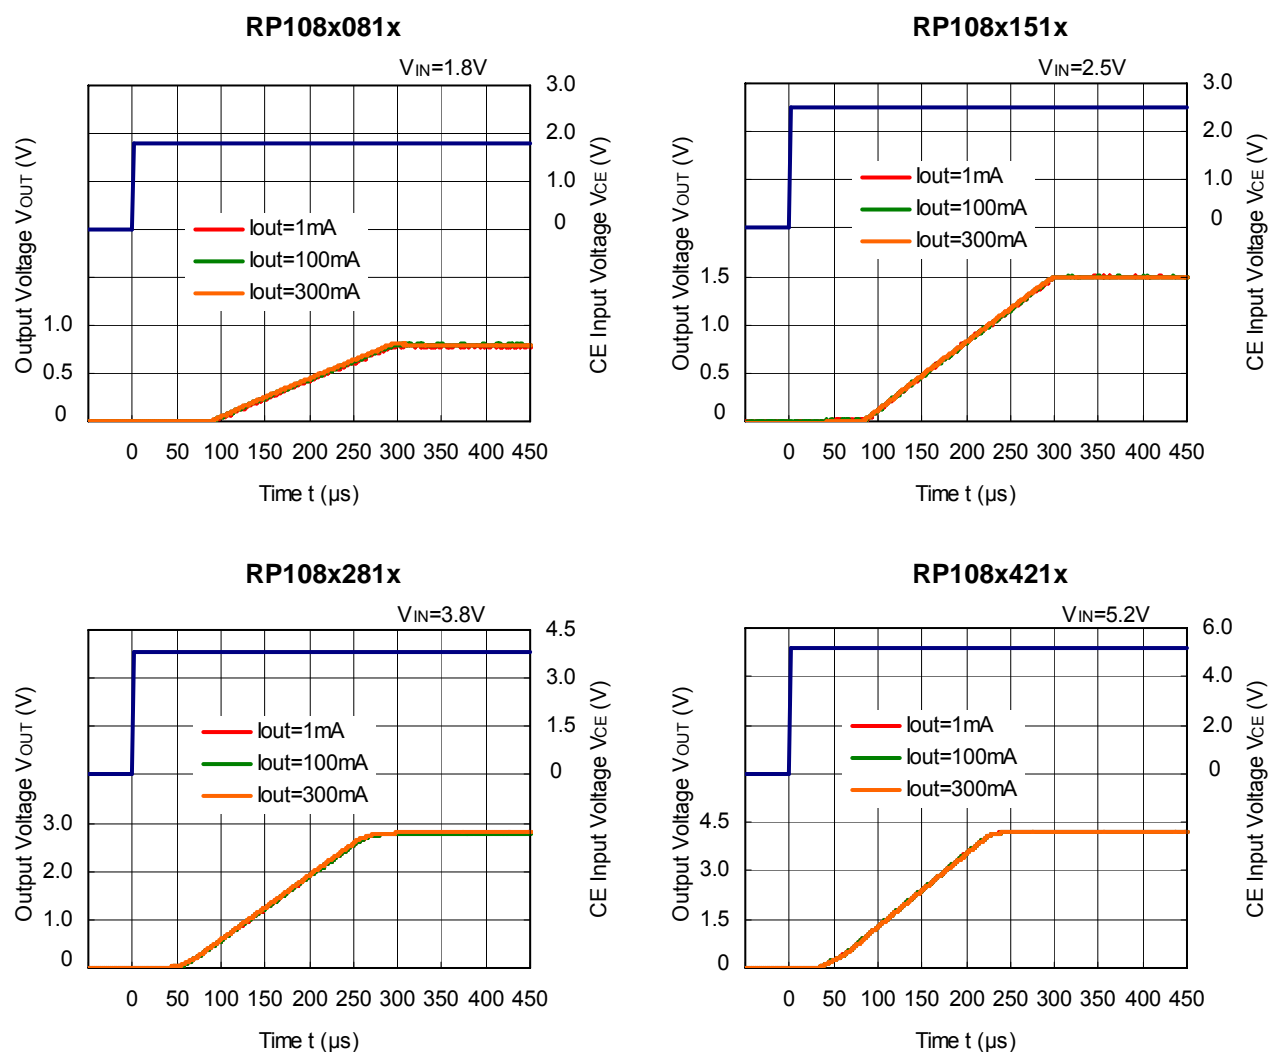 RP108x081x
VIN=1.8V
Output Voltage VOUT (V)
1.0
0.5
0
3.0
2.0
1.0
0
CE Input Voltage VCE (V)
Iout=1mA
Iout=100mA
Iout=300mA
0 50 100 150 200 250 300 350 400 450
Time t (µs)
RP108x151x
VIN=2.5V
Output Voltage VOUT (V)
1.5
1.0
0.5
0
3.0
2.0
1.0
0
CE Input Voltage VCE (V)
Iout=1mA
Iout=100mA
Iout=300mA
0 50 100 150 200 250 300 350 400 450
Time t (µs)
RP108x281x
VIN=3.8V
Output Voltage VOUT (V)
3.0
2.0
1.0
0
4.5
3.0
1.5
0
CE Input Voltage VCE (V)
Iout=1mA
Iout=100mA
Iout=300mA
0 50 100 150 200 250 300 350 400 450
Time t (µs)
RP108x421x
VIN=5.2V
Output Voltage VOUT (V)
4.5
3.0
1.5
0
6.0
4.0
2.0
0
CE Input Voltage VCE (V)
Iout=1mA
Iout=100mA
Iout=300mA
0 50 100 150 200 250 300 350 400 450
Time t (µs)